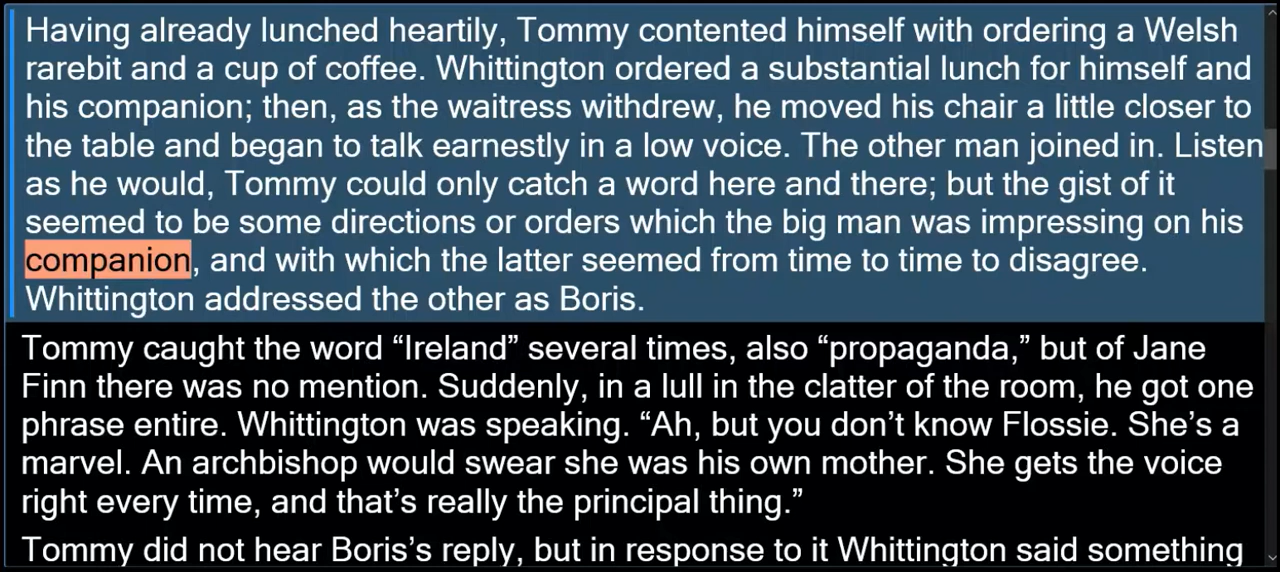 Having already lunched heartily, Tommy contented himself with ordering a Welsh
rarebit and a cup of coffee. Whittington ordered a substantial lunch for himself and
his companion; then, as the waitress withdrew, he moved his chair a little closer to
the table and began to talk earnestly in a low voice. The other man joined in. Listen
as he would, Tommy could only catch a word here and there; but the gist of it
seemed to be some directions or orders which the big man was impressing on his
companion, and with which the latter seemed from time to time to disagree.
Whittington addressed the other as Boris.
Tommy caught the word “Ireland” several times, also “propaganda,” but of Jane
Finn there was no mention. Suddenly, in a lull in the clatter of the room, he got one
phrase entire. Whittington was speaking. “Ah, but you don’t know Flossie. She’s a
marvel. An archbishop would swear she was his own mother. She gets the voice
right every time, and that’s really the principal thing.”
Tommy did not hear Boris’s reply, but in response to it Whittington said something